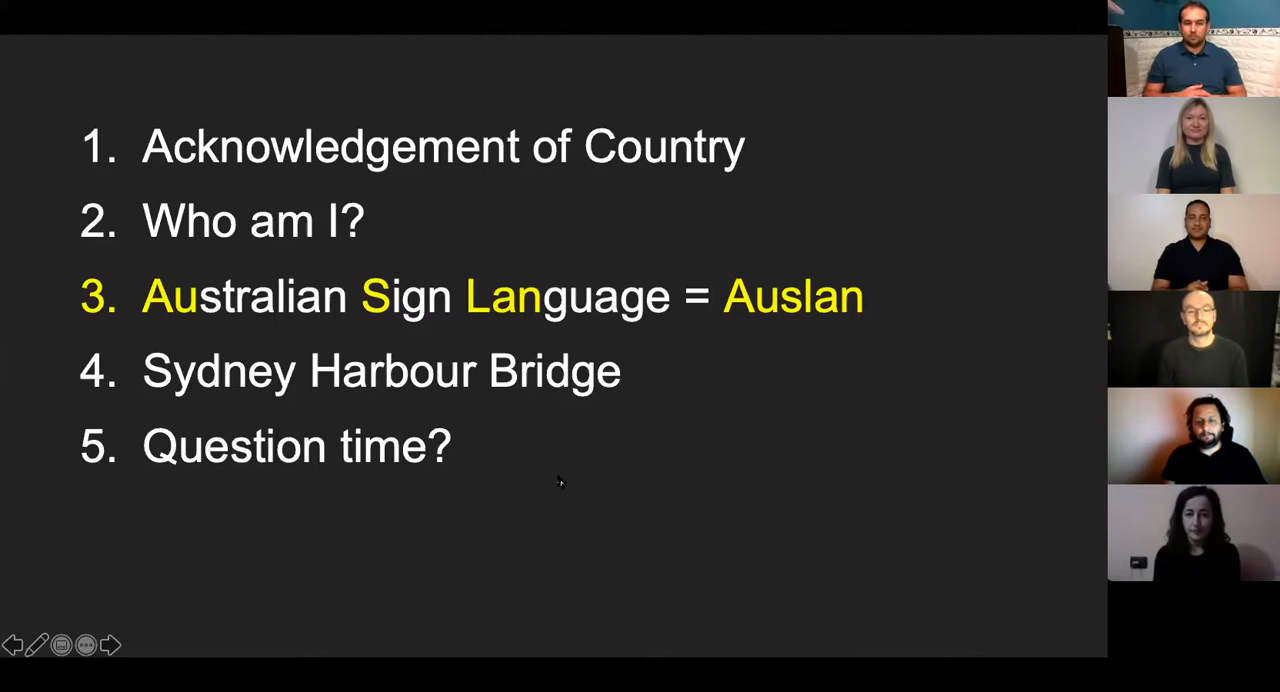 1. Acknowledgement of Country
2. Who am I?
3. Australian Sign Language = Auslan
4. Sydney Harbour Bridge
5. Question time?